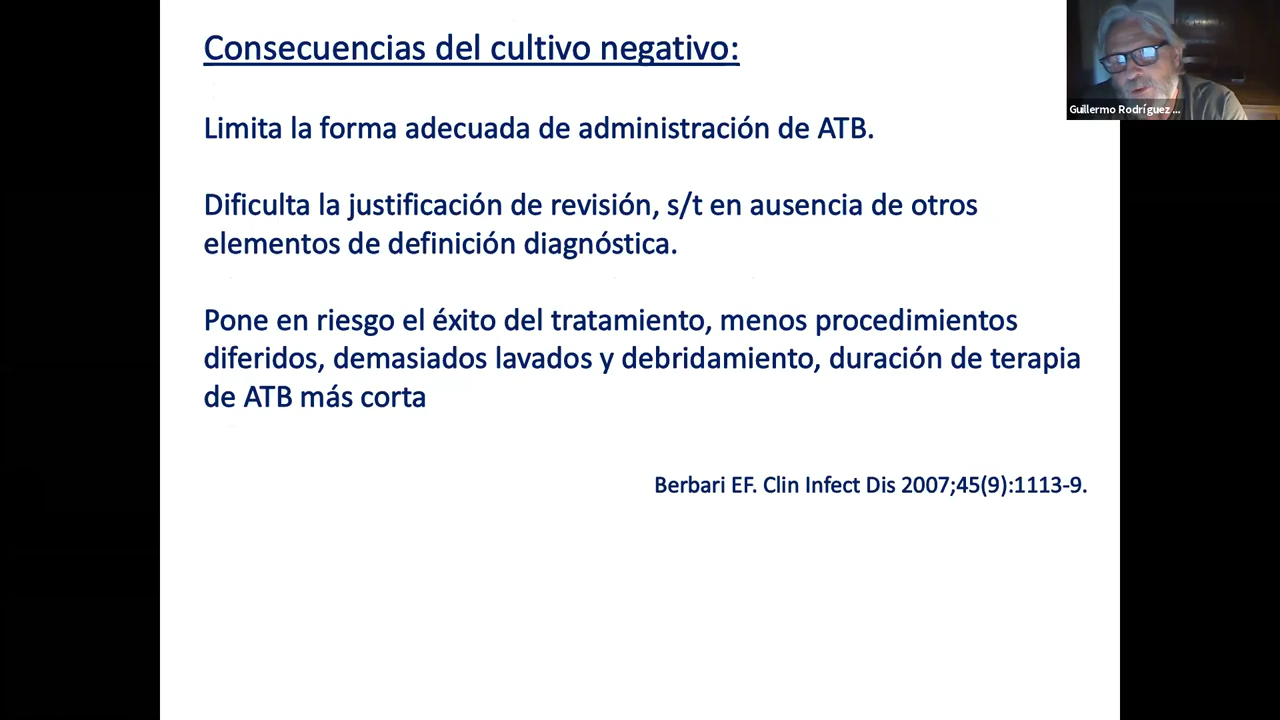 Consecuencias del cultivo negativo:
Limita la forma adecuada de administración de ATB.
Dificulta la justificación de revisión, s/t en ausencia de otros
elementos de definición diagnóstica.
Pone en riesgo el éxito del tratamiento, menos procedimientos
diferidos, demasiados lavados y debridamiento, duración de terapia
de ATB más corta
Berbari EF. Clin Infect Dis 2007;45(9):1113-9.
Guillermo Rodríguez ...